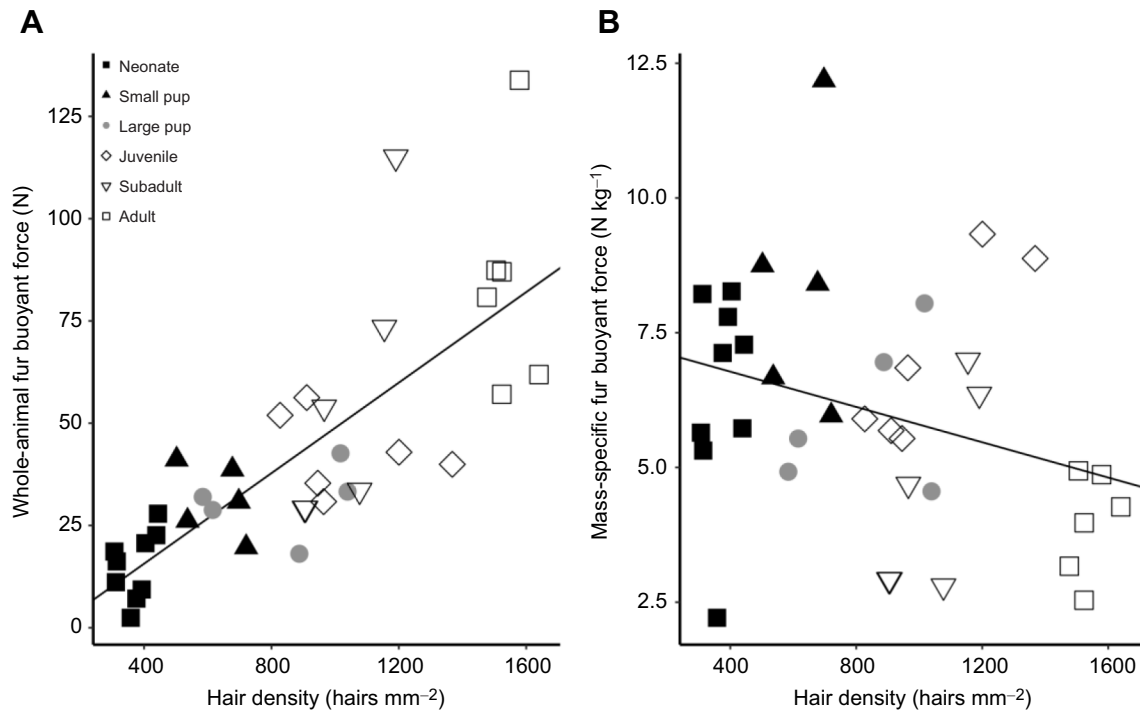 A
B
Neonate
Small pup
Large pup
Juvenile
Subadult
Adult
Whole-animal fur buoyant force (N)
125
100
75
50
25
0
400
800
1200
1600
Hair density (hairs mm⁻²)
Mass-specific fur buoyant force (N kg⁻¹)
12.5
10.0
7.5
5.0
2.5
400
800
1200
1600
Hair density (hairs mm⁻²)